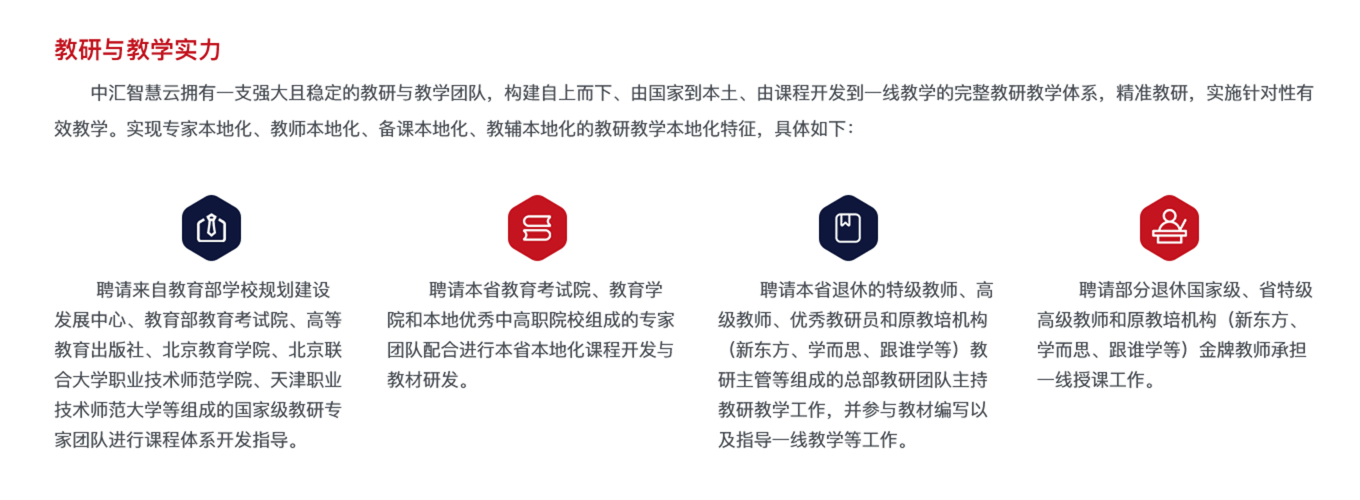 教研与教学实力
中汇智慧云拥有一支强大且稳定的教研与教学团队，构建自上而下、由国家到本土、由课程开发到一线教学的完整教研教学体系，精准教研，实施针对性有
效教学。实现专家本地化、教师本地化、备课本地化、教辅本地化的教研教学本地化特征，具体如下：
聘请来自教育部学校规划建设
发展中心、教育部教育考试院、高等
教育出版社、北京教育学院、北京联
合大学职业技术师范学院、天津职业
技术师范大学等组成的国家级教研专
家团队进行课程体系开发指导。
聘请本省教育考试院、教育学
院和本地优秀中高职院校组成的专家
团队配合进行本省本地化课程开发与
教材研发。
聘请本省退休的特级教师、高
级教师、优秀教研员和原教培机构
（新东方、学而思、跟谁学等）教
研主管等组成的总部教研团队主持
教研教学工作，并参与教材编写以
及指导一线教学等工作。
聘请部分退休国家级、省特级
高级教师和原教培机构（新东方、
学而思、跟谁学等）金牌教师承担
一线授课工作。